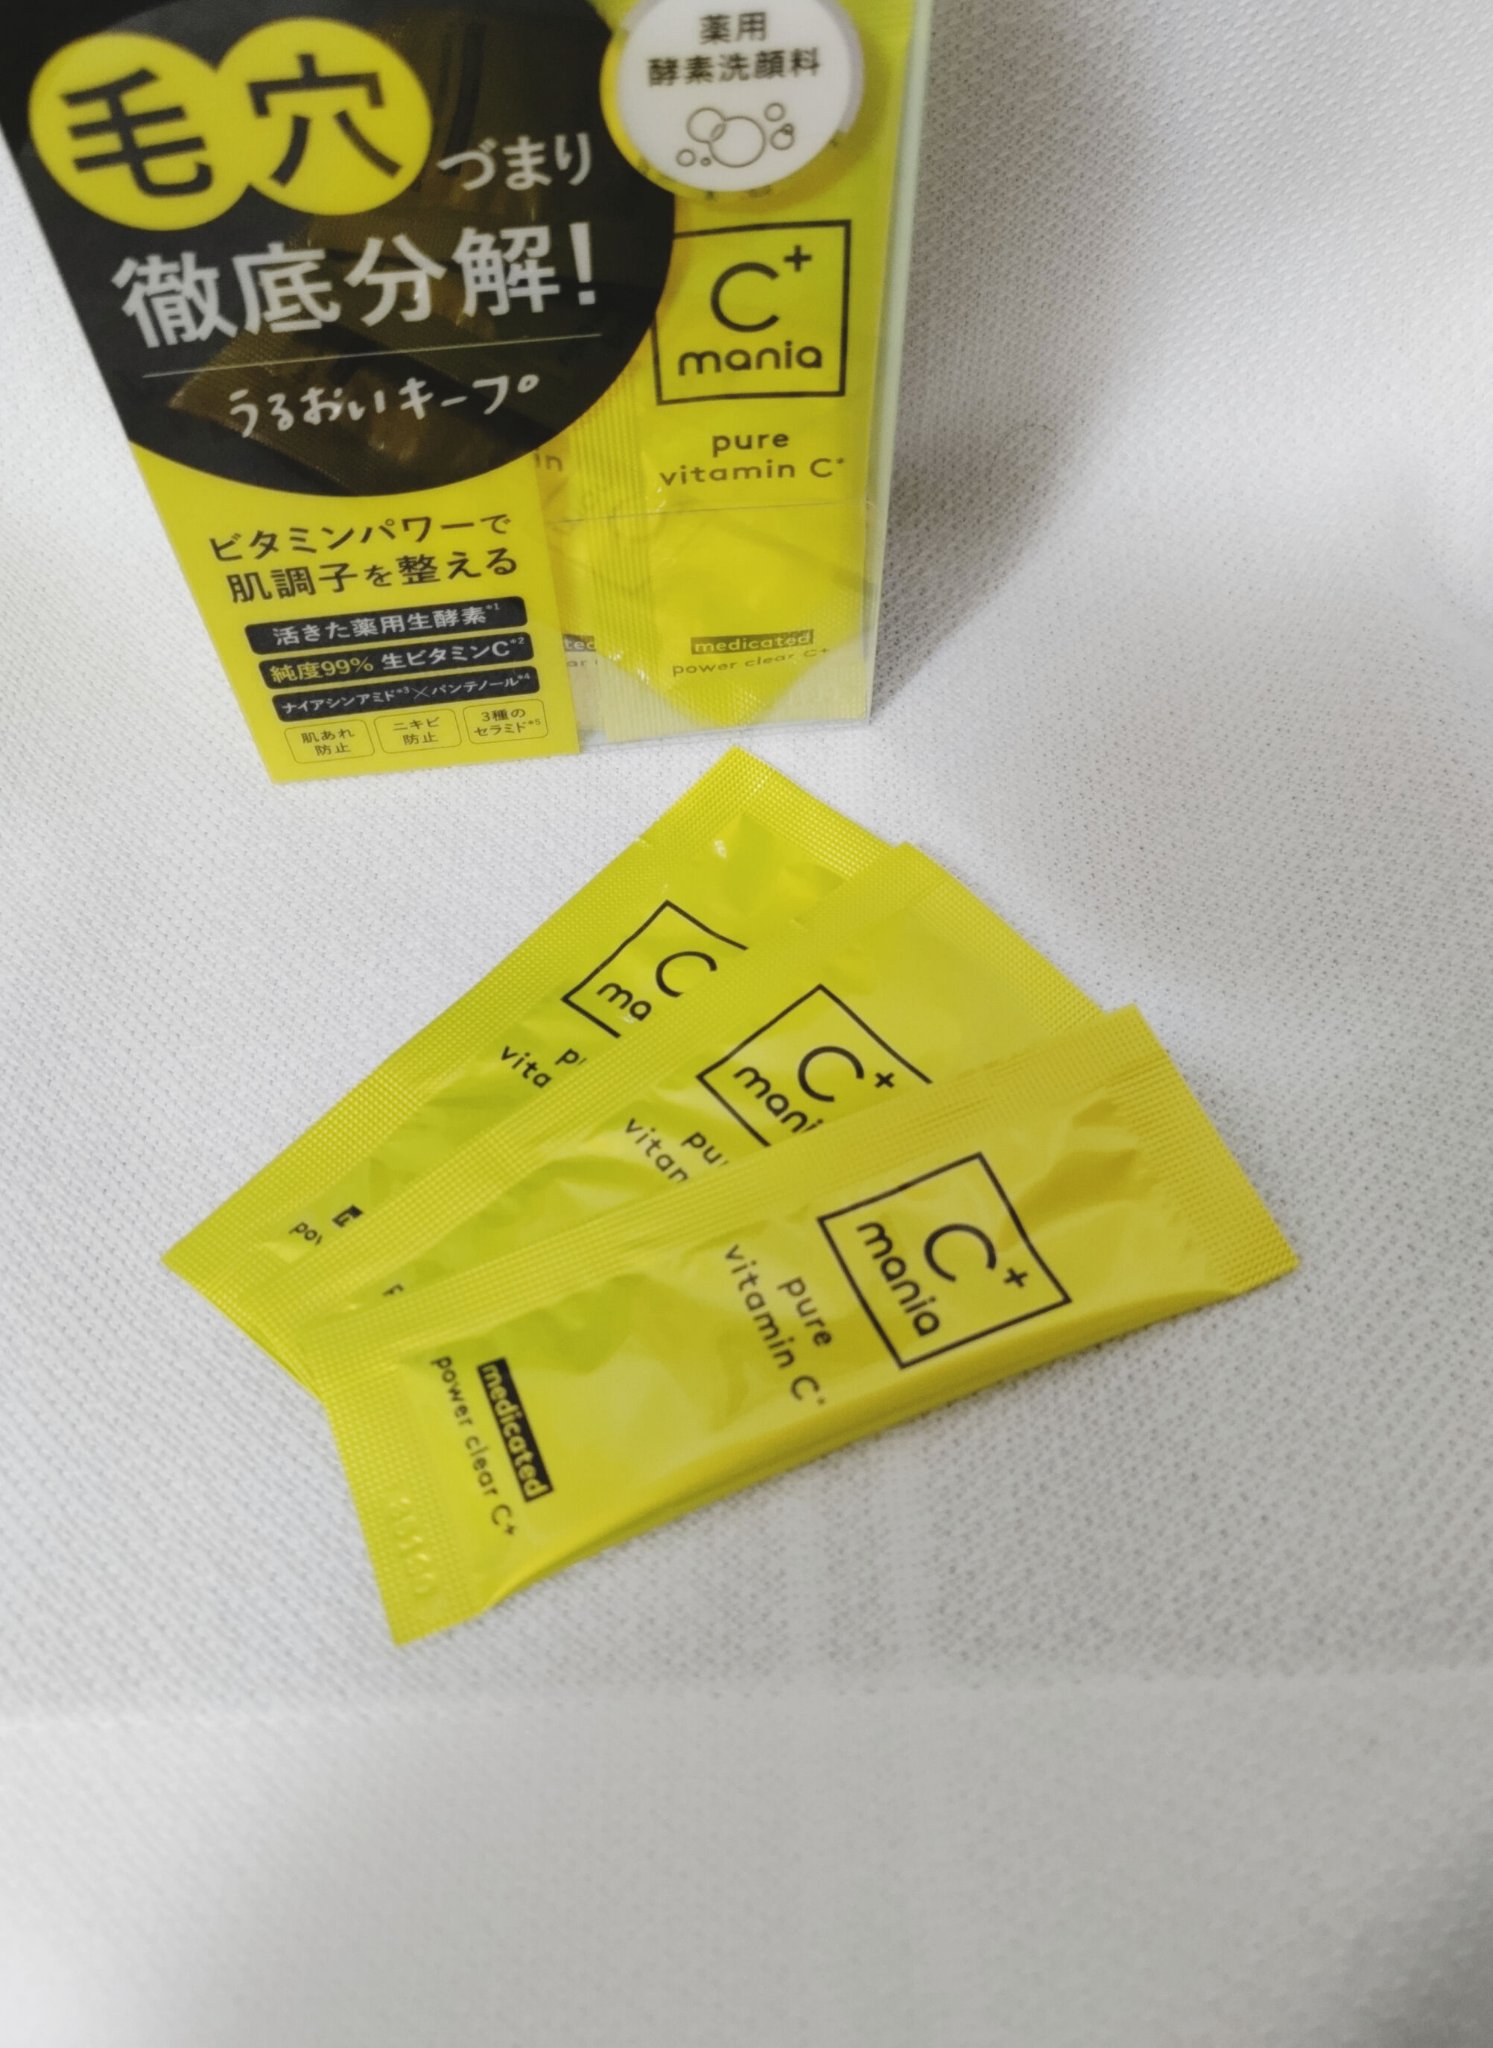 毛穴づまり
徹底分解!
うるおいキープ
薬用
酵素洗顔料
C+
mania
pure
vitamin C*
medicated
power clear C+
ビタミンパワーで
肌調子を整える
活きた薬用生酵素*1
純度99% 生ビタミンC*2
ナイアシンアミド*3×パンテノール*4
肌あれ
防止
ニキビ
防止
3種の
セラミド*5
C
ma
vita
C+
mani
pu
vitan
C+
mania
pure
vitamin C*
medicated
power clear C+